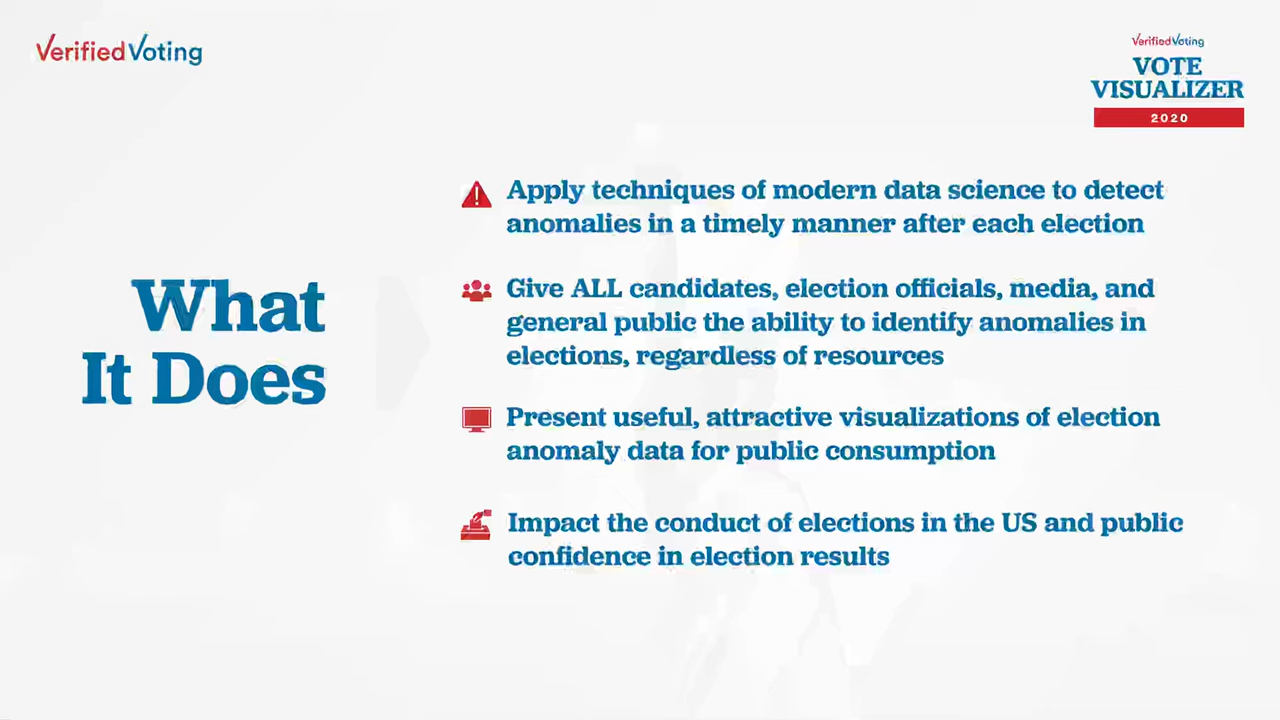 VerifiedVoting
VerifiedVoting
VOTE
VISUALIZER
2020
What
It Does
Apply techniques of modern data science to detect
anomalies in a timely manner after each election
Give ALL candidates, election officials, media, and
general public the ability to identify anomalies in
elections, regardless of resources
Present useful, attractive visualizations of election
anomaly data for public consumption
Impact the conduct of elections in the US and public
confidence in election results